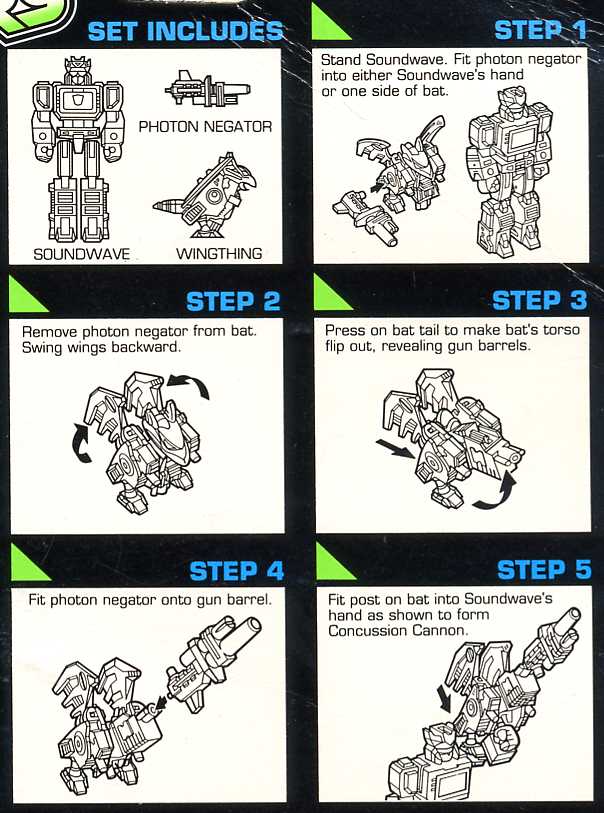 SET INCLUDES
PHOTON NEGATOR
SOUNDWAVE
WINGTHING
STEP 1
Stand Soundwave. Fit photon negator
into either Soundwave's hand
or one side of bat.
STEP 2
Remove photon negator from bat.
Swing wings backward.
STEP 3
Press on bat tail to make bat's torso
flip out, revealing gun barrels.
STEP 4
Fit photon negator onto gun barrel.
STEP 5
Fit post on bat into Soundwave's
hand as shown to form
Concussion Cannon.